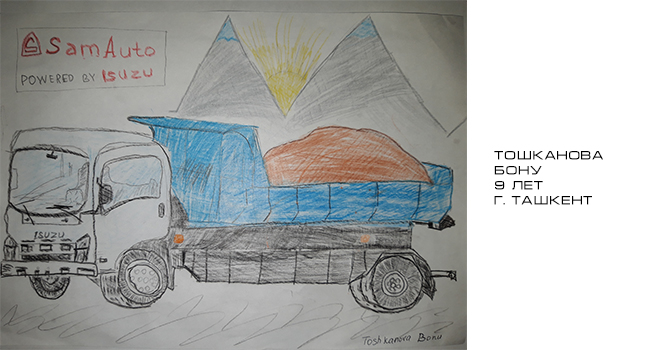 SamAuto
POWERED BY ISUZU
ISUZU
Toshkanova Bonu
ТОШКАНОВА
БОНУ
9 ЛЕТ
Г. ТАШКЕНТ